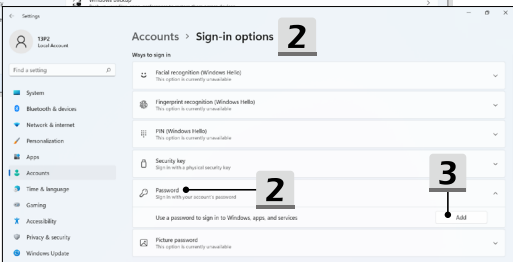 Windows Backup
Settings
13P2
Local Account
Find a setting
System
Bluetooth & devices
Network & internet
Personalization
Apps
Accounts
Time & language
Gaming
Accessibility
Privacy & security
Windows Update
Accounts > Sign-in options
2
Ways to sign in
Facial recognition (Windows Hello)
This option is currently unavailable
Fingerprint recognition (Windows Hello)
This option is currently unavailable
PIN (Windows Hello)
This option is currently unavailable
Security key
Sign in with a physical security key
Password
Sign in with your account's password
2
3
Use a password to sign in to Windows, apps, and services
Add
Picture password
This option is currently unavailable